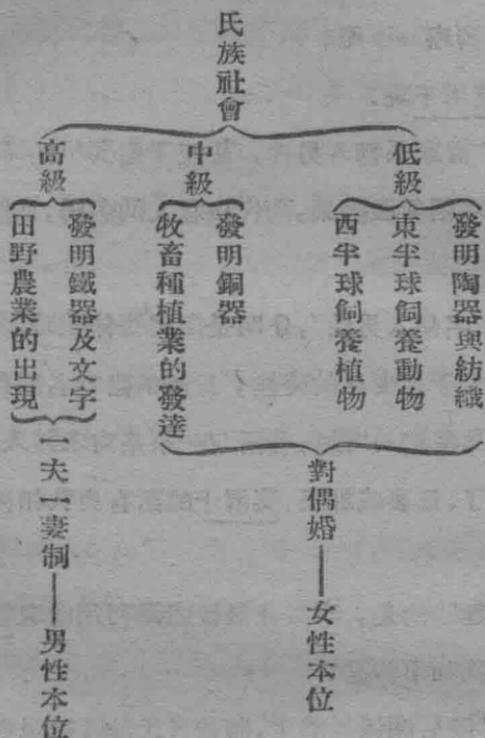 氏族社會
低級
發明陶器與紡織
東半球飼養動物
西半球飼養植物
中級
發明銅器
牧畜種植業的發達
對偶婚——女性本位
高級
發明鐵器及文字
田野農業的出現
一夫一妻制——男性本位